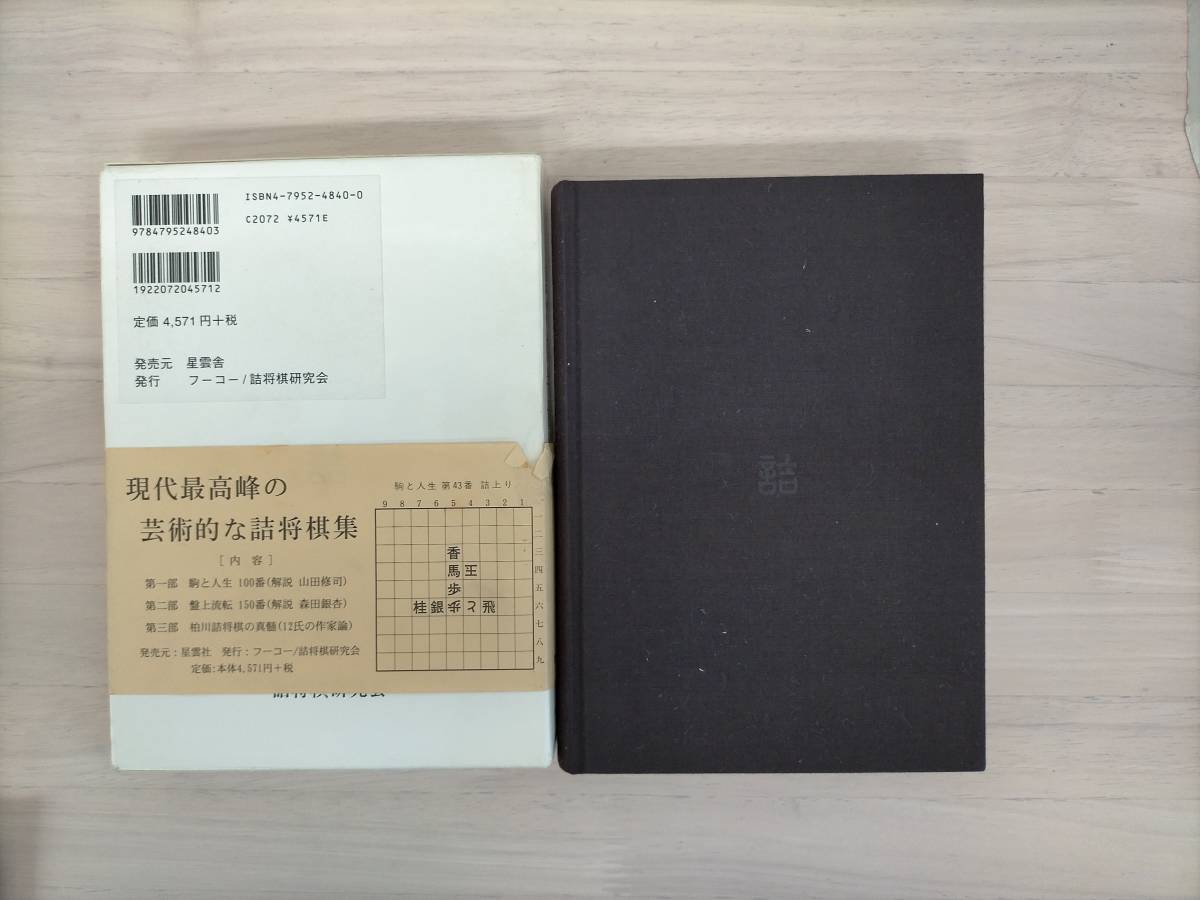 ISBN4-7952-4840-0
C2072 ¥4571E
9784795248403
1922072045712
定価 4,571円+税
発売元 星雲舎
発行 フーコー/詰将棋研究会
現代最高峰の
芸術的な詰将棋集
[内 容]
第一部 駒と人生 100番(解説 山田修司)
第二部 盤上流転 150番(解説 森田銀杏)
第三部 柏川詰将棋の真髄(12氏の作家論)
発売元:星雲社 発行:フーコー/詰将棋研究会
定価:本体4,571円+税
駒と人生 第43番 詰上り
9 8 7 6 5 4 3 2 1
一
二
香 三
馬 王 四
歩 五
桂 銀 と 飛 六
七
八
九
詰将棋研究会
詰